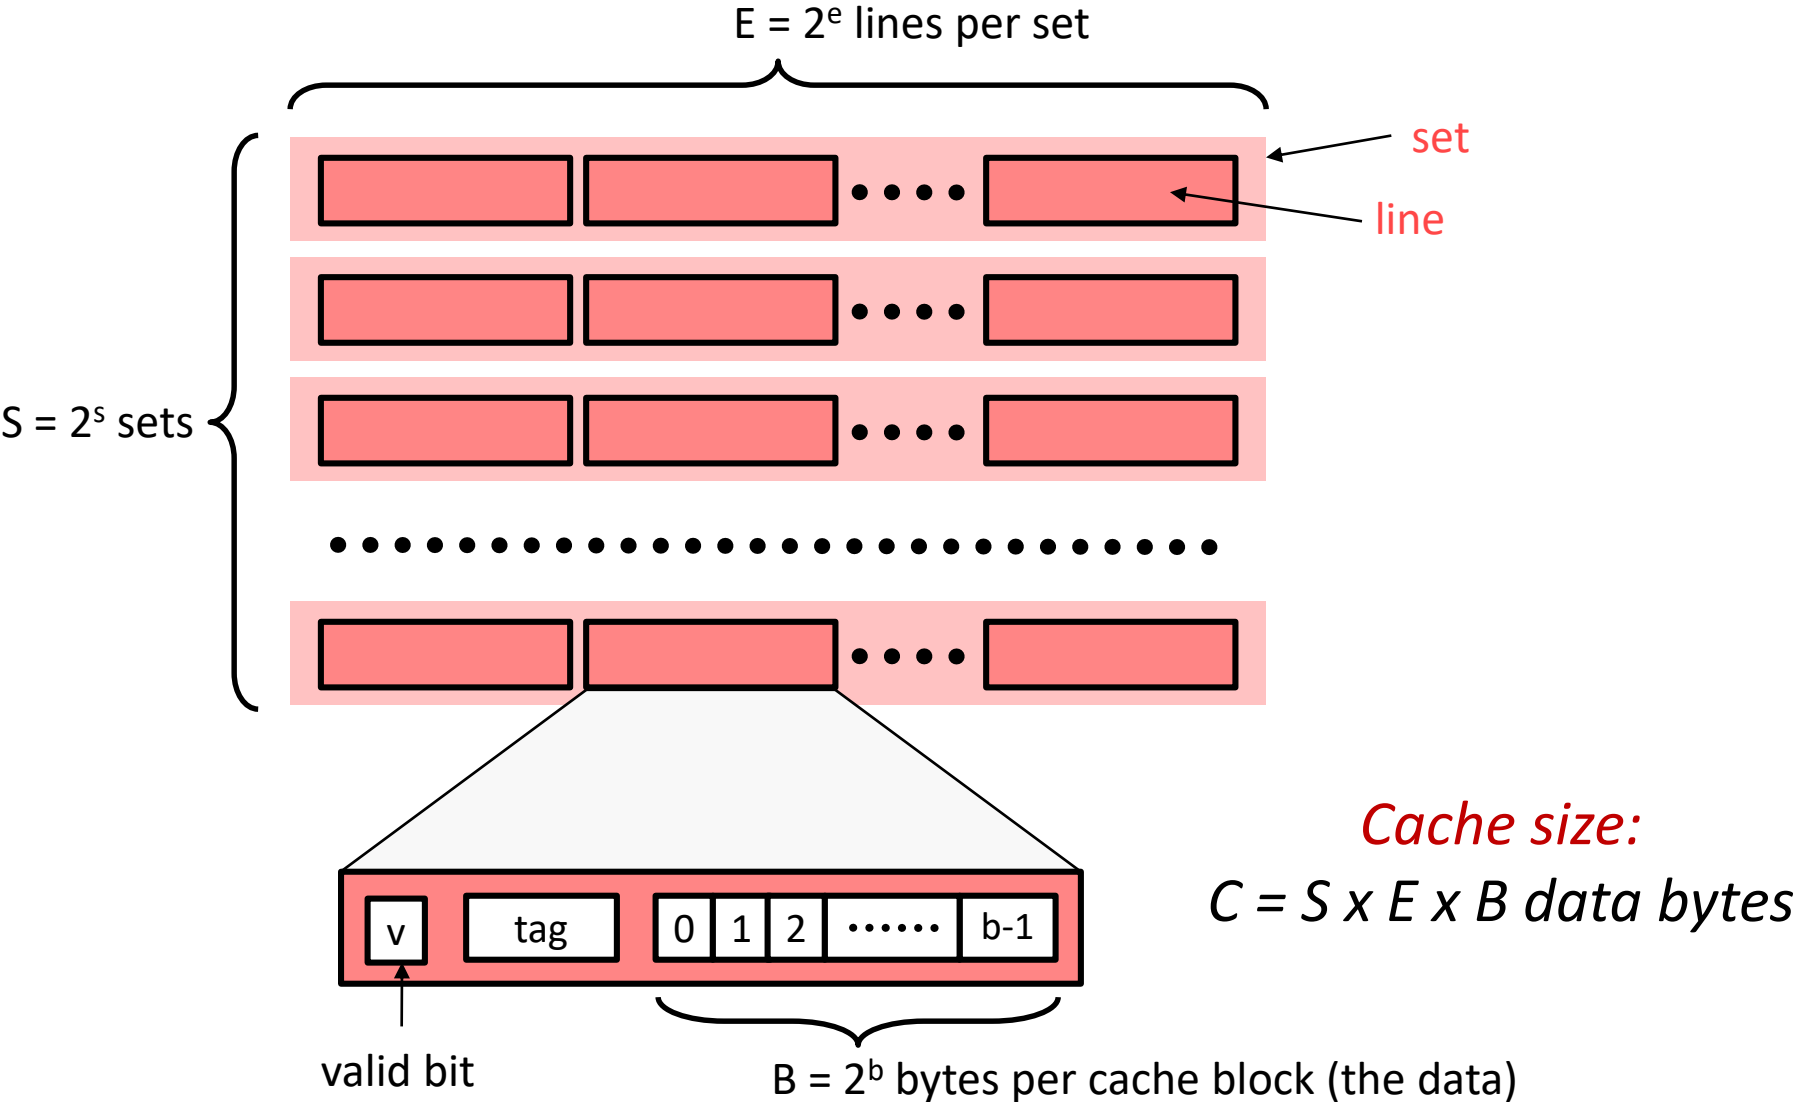 E = 2ᵉ lines per set
set
line
S = 2ˢ sets
Cache size:
C = S x E x B data bytes
v
tag
0 1 2 •••••• b-1
valid bit
B = 2ᵇ bytes per cache block (the data)